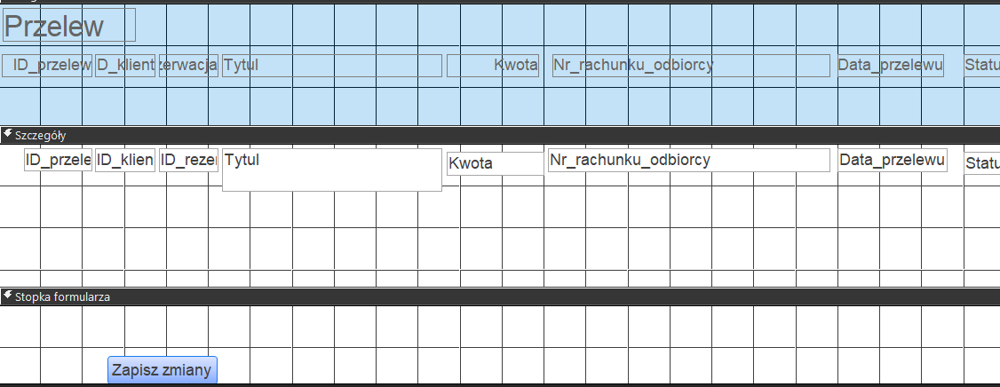 Przelew
ID_przelew D_klient zerwacja Tytul Kwota Nr_rachunku_odbiorcy Data_przelewu Statu
Szczegóły
ID_przele ID_klien ID_rezer Tytul Kwota Nr_rachunku_odbiorcy Data_przelewu Statu
Stopka formularza
Zapisz zmiany